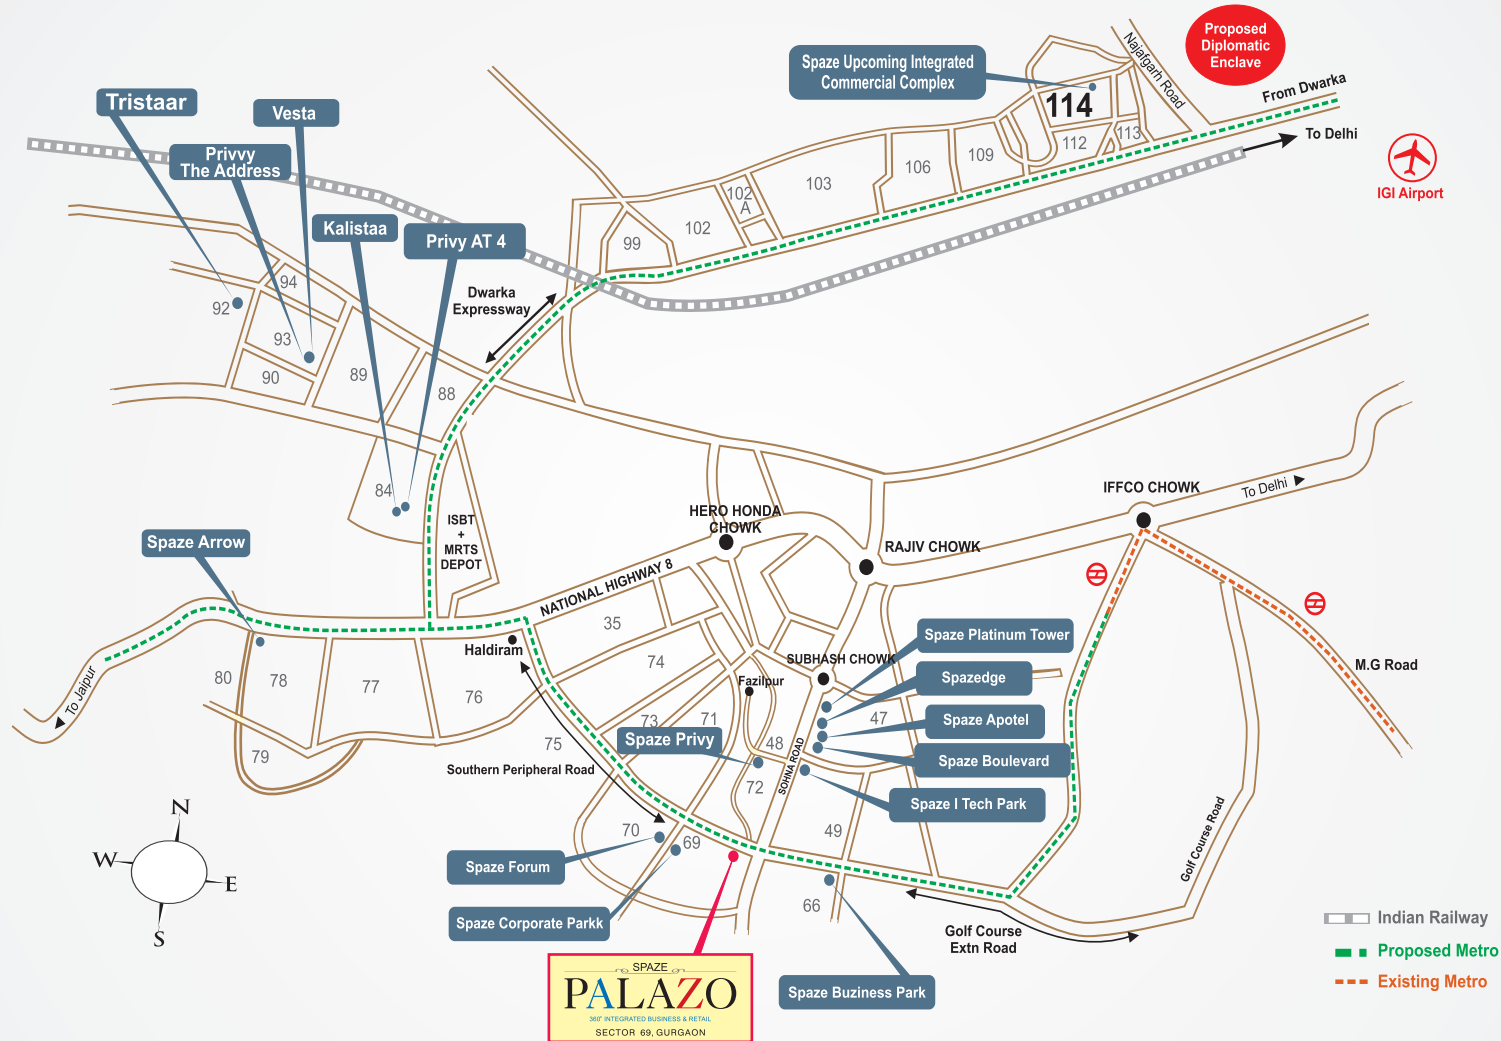 Proposed
Diplomatic
Enclave
Najafgarh Road
Spaze Upcoming Integrated
Commercial Complex
114
From Dwarka
To Delhi
IGI Airport
Tristaar
Vesta
Privvy
The Address
Kalistaa
Privy AT 4
113
112
109
106
103
102
A
102
99
94
92
93
90
89
88
84
Dwarka
Expressway
ISBT
+
MRTS
DEPOT
HERO HONDA
CHOWK
RAJIV CHOWK
IFFCO CHOWK
To Delhi
Spaze Arrow
NATIONAL HIGHWAY 8
35
74
Haldiram
SUBHASH CHOWK
Fazilpur
Spaze Platinum Tower
Spazedge
Spaze Apotel
Spaze Boulevard
Spaze I Tech Park
M.G Road
To Jaipur
80
78
77
76
79
75
73
71
Spaze Privy
48
47
72
49
SOHNA ROAD
Southern Peripheral Road
70
69
66
Spaze Forum
Spaze Corporate Parkk
Golf Course Road
Golf Course
Extn Road
Spaze Buziness Park
N
W
E
S
SPAZE
PALAZO
360° INTEGRATED BUSINESS & RETAIL
SECTOR 69, GURGAON
Indian Railway
Proposed Metro
Existing Metro